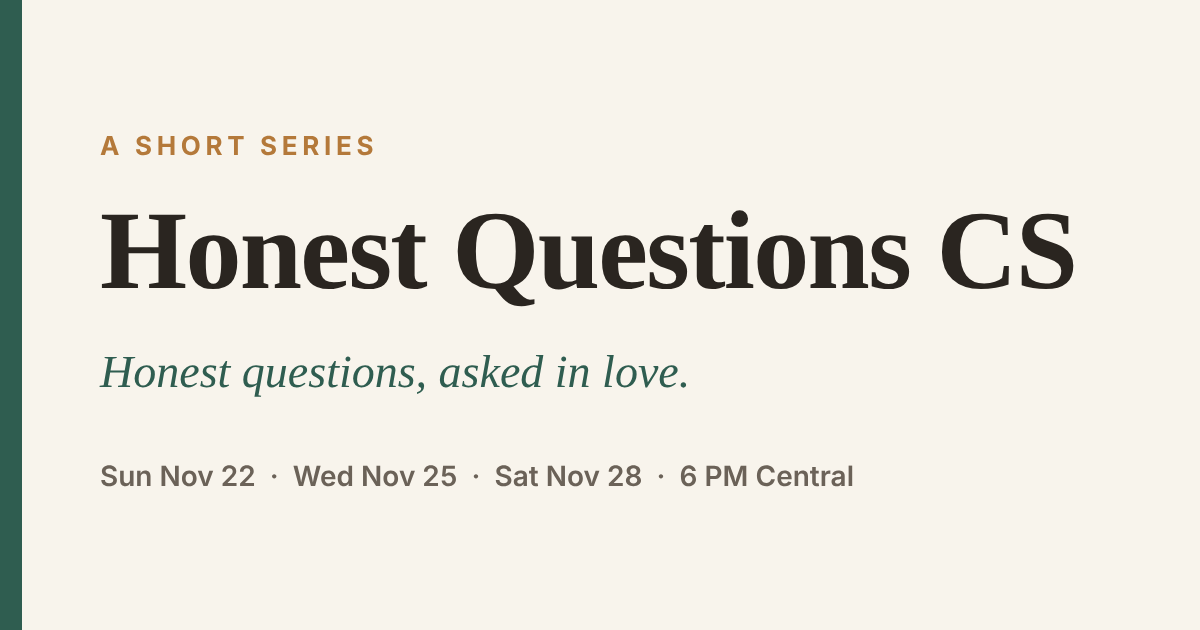 A SHORT SERIES
Honest Questions CS
Honest questions, asked in love.
Sun Nov 22 · Wed Nov 25 · Sat Nov 28 · 6 PM Central